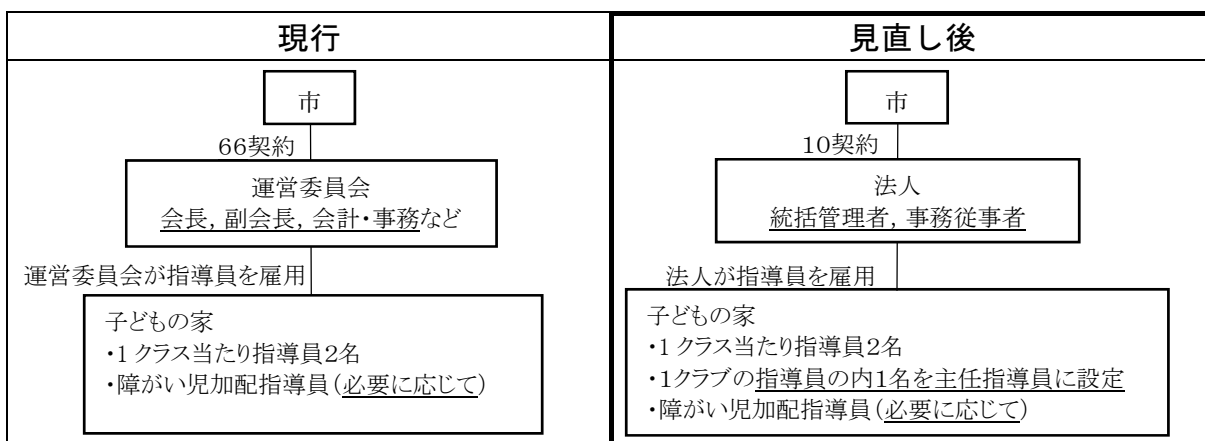 現行
市
66契約
運営委員会
会長，副会長，会計・事務など
運営委員会が指導員を雇用
子どもの家
・1クラス当たり指導員2名
・障がい児加配指導員（必要に応じて）
見直し後
市
10契約
法人
統括管理者，事務従事者
法人が指導員を雇用
子どもの家
・1クラス当たり指導員2名
・1クラブの指導員の内1名を主任指導員に設定
・障がい児加配指導員（必要に応じて）